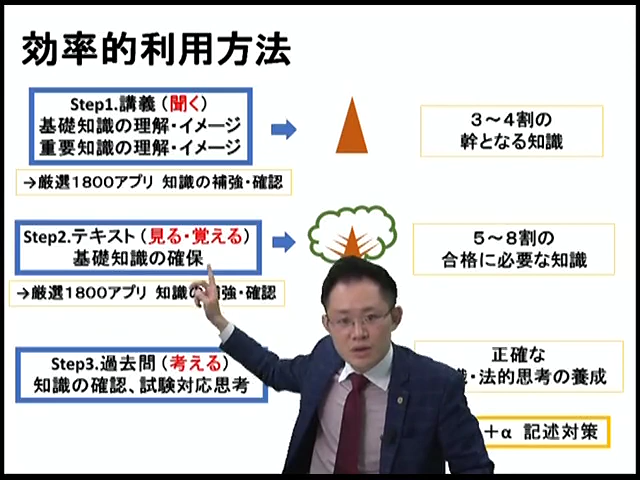 効率的利用方法
Step1.講義（聞く）
基礎知識の理解・イメージ
重要知識の理解・イメージ
３～４割の
幹となる知識
→厳選1800アプリ 知識の補強・確認
Step2.テキスト（見る・覚える）
基礎知識の確保
５～８割の
合格に必要な知識
→厳選1800アプリ 知識の補強・確認
Step3.過去問（考える）
知識の確認、試験対応思考
正確な
・法的思考の養成
＋α 記述対策